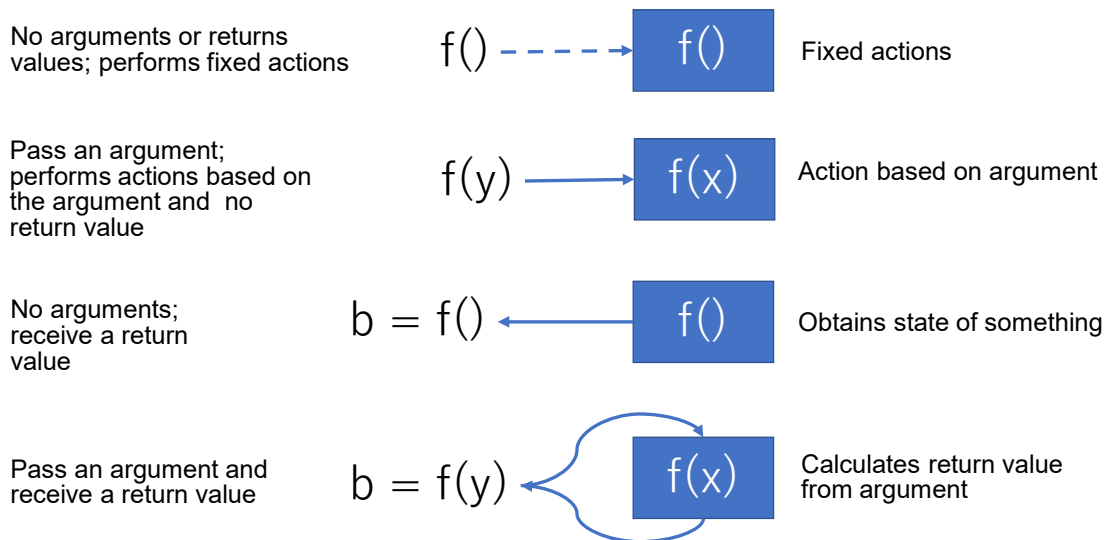 No arguments or returns
values; performs fixed actions
f()
f()
Fixed actions
Pass an argument;
performs actions based on
the argument and no
return value
f(y)
f(x)
Action based on argument
No arguments;
receive a return
value
b = f()
f()
Obtains state of something
Pass an argument and
receive a return value
b = f(y)
f(x)
Calculates return value
from argument